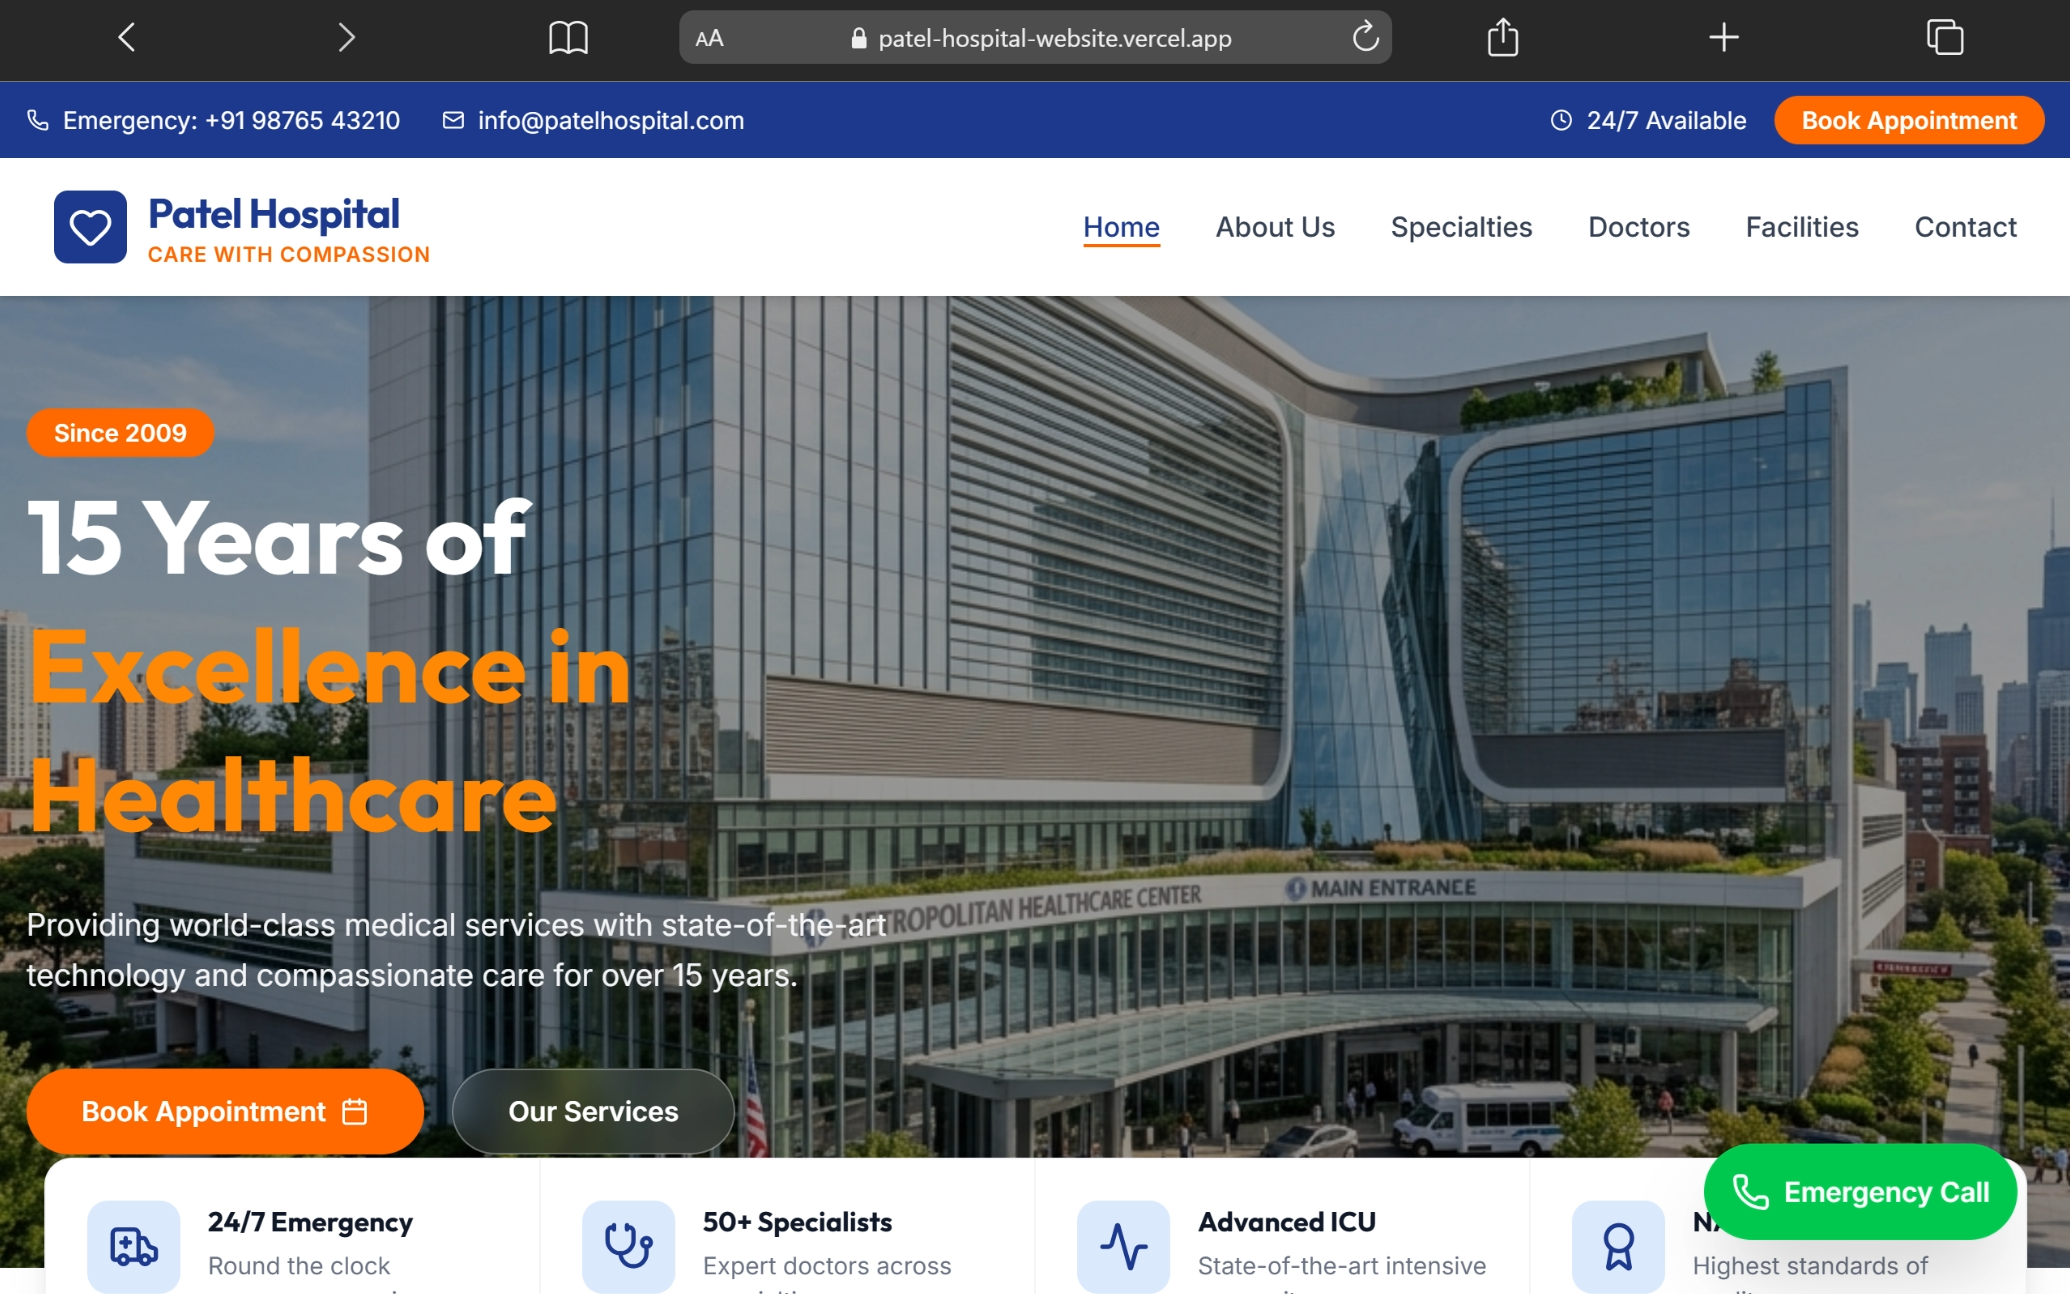 AA
patel-hospital-website.vercel.app
Emergency: +91 98765 43210
info@patelhospital.com
24/7 Available
Book Appointment
Patel Hospital
CARE WITH COMPASSION
Home
About Us
Specialties
Doctors
Facilities
Contact
Since 2009
15 Years of
Excellence in
Healthcare
METROPOLITAN HEALTHCARE CENTER
MAIN ENTRANCE
Providing world-class medical services with state-of-the-art
technology and compassionate care for over 15 years.
Book Appointment
Our Services
Emergency Call
24/7 Emergency
Round the clock
50+ Specialists
Expert doctors across
Advanced ICU
State-of-the-art intensive
Highest standards of